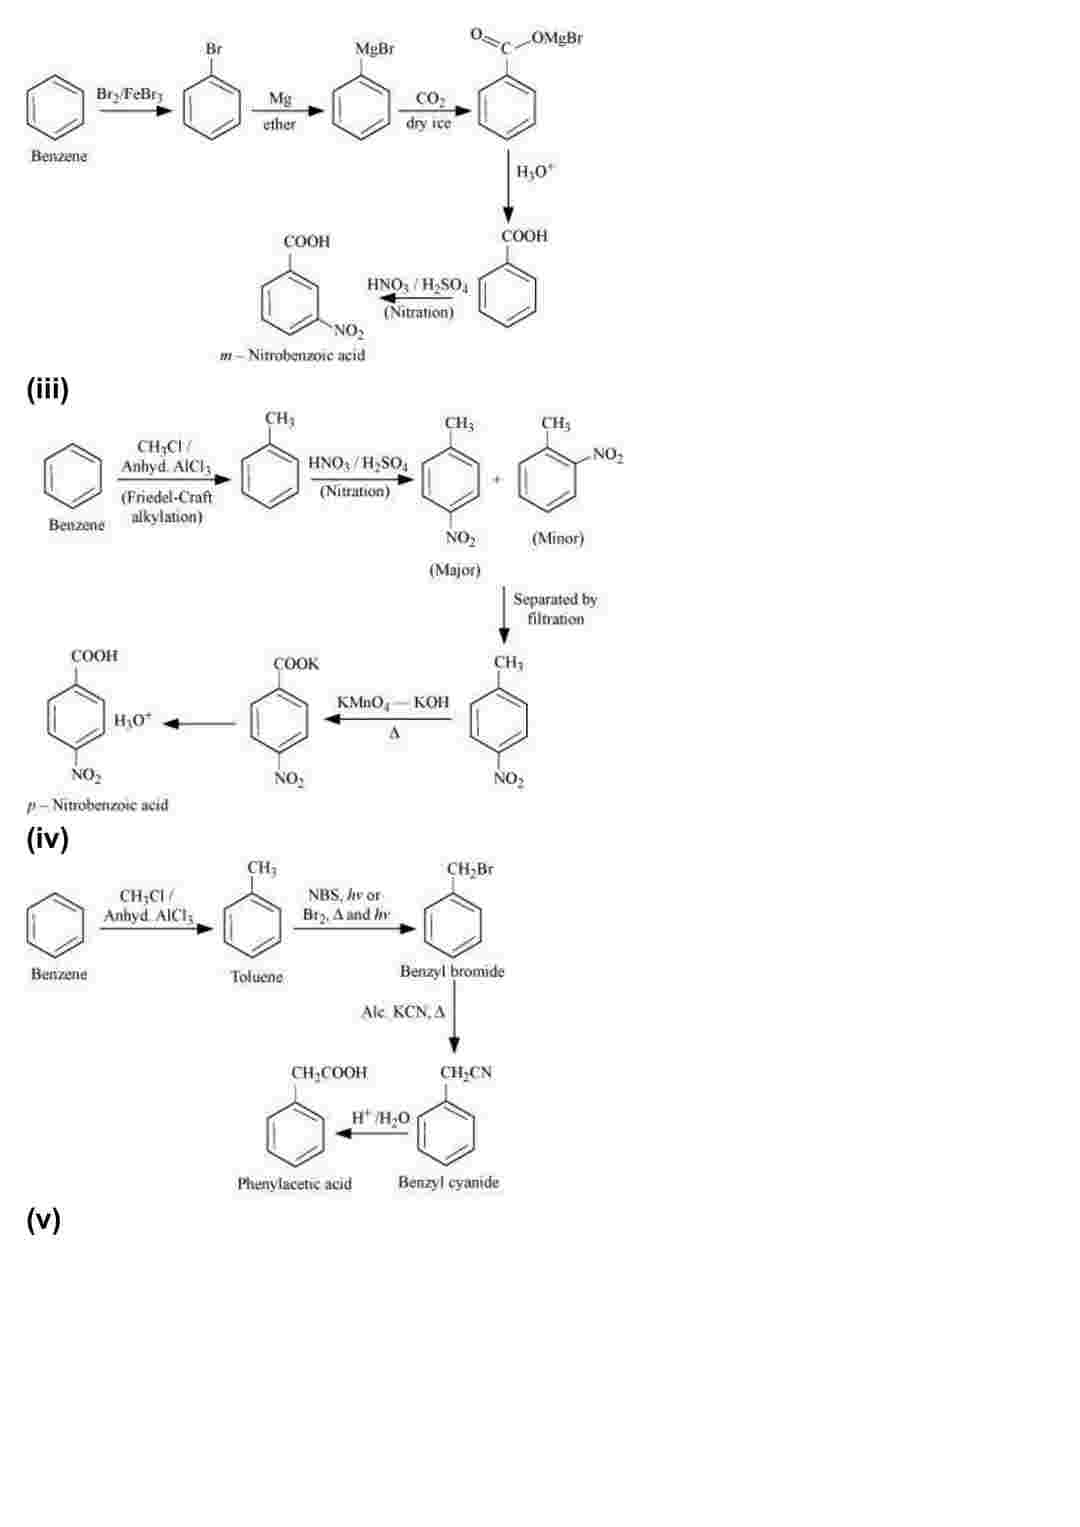 Br
MgBr
O C OMgBr
Br2/FeBr3
Mg
ether
CO2
dry ice
Benzene
H3O+
COOH
COOH
HNO3 / H2SO4
(Nitration)
NO2
m – Nitrobenzoic acid
(iii)
CH3
CH3
CH3
CH3Cl /
Anhyd. AlCl3
(Friedel-Craft
alkylation)
HNO3 / H2SO4
(Nitration)
NO2
+
Benzene
NO2
(Minor)
(Major)
Separated by
filtration
COOH
COOK
CH3
KMnO4 — KOH
Δ
H3O+
NO2
NO2
NO2
p – Nitrobenzoic acid
(iv)
CH3
CH2Br
CH3Cl /
Anhyd. AlCl3
NBS, hv or
Br2, Δ and hv
Benzene
Toluene
Benzyl bromide
Alc. KCN, Δ
CH2COOH
CH2CN
H+ /H2O
Phenylacetic acid
Benzyl cyanide
(v)